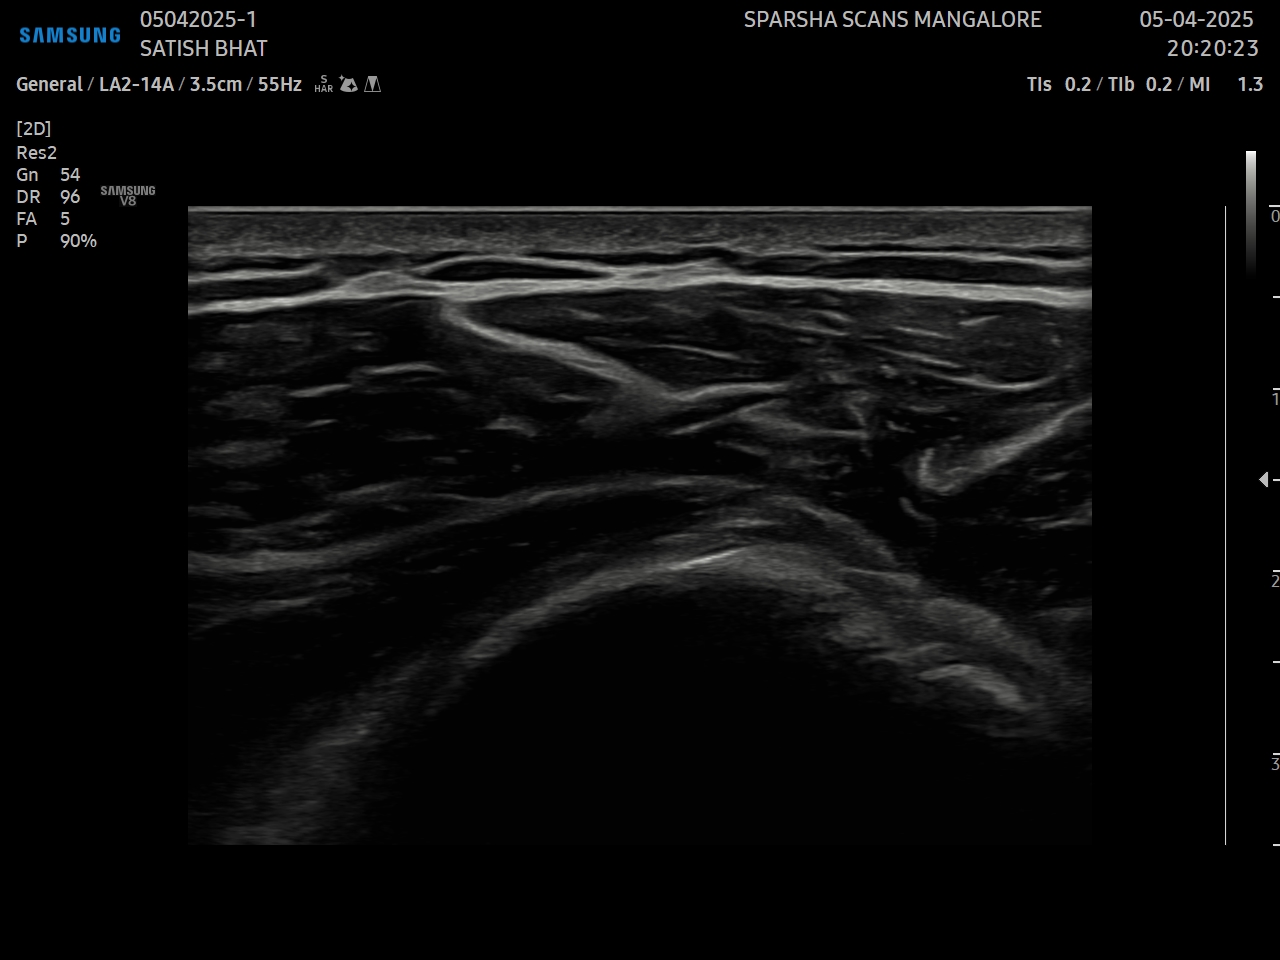 SAMSUNG
05042025-1
SATISH BHAT
SPARSHA SCANS MANGALORE
05-04-2025
20:20:23
General / LA2-14A / 3.5cm / 55Hz
S
HAR
TIs 0.2 / TIb 0.2 / MI 1.3
[2D]
Res2
Gn 54
DR 96
FA 5
P 90%
SAMSUNG
V8
0
1
2
3